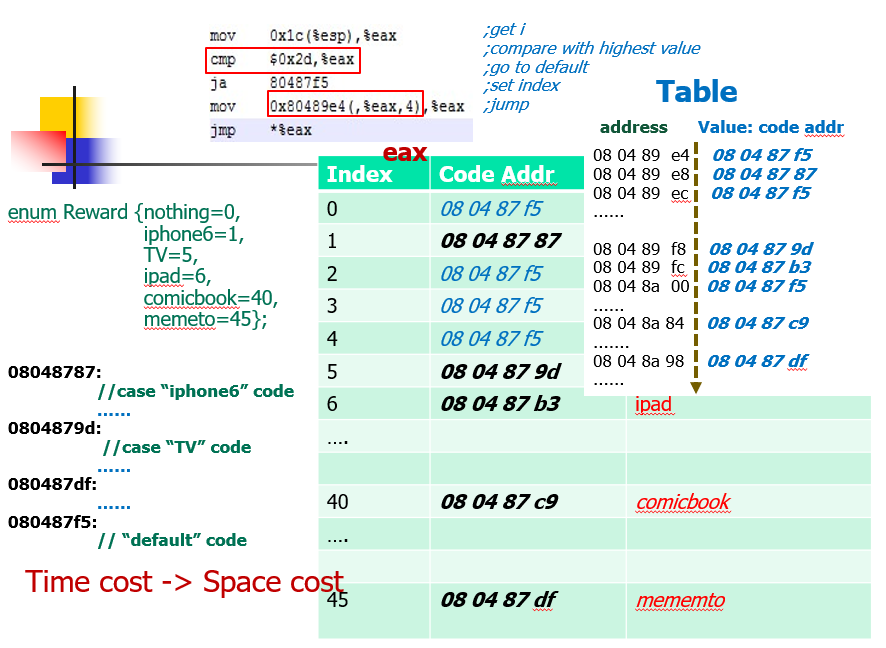 mov 0x1c(%esp),%eax
cmp $0x2d,%eax
ja 80487f5
mov 0x80489e4(,%eax,4),%eax
jmp *%eax
;get i
;compare with highest value
;go to default
;set index
;jump
Table
address Value: code addr
08 04 89 e4 08 04 87 f5
08 04 89 e8 08 04 87 87
08 04 89 ec 08 04 87 f5
......
08 04 89 f8 08 04 87 9d
08 04 89 fc 08 04 87 b3
08 04 8a 00 08 04 87 f5
......
08 04 8a 84 08 04 87 c9
.......
08 04 8a 98 08 04 87 df
......
enum Reward {nothing=0,
iphone6=1,
TV=5,
ipad=6,
comicbook=40,
memeto=45};
08048787:
//case “iphone6” code
......
0804879d:
//case “TV” code
......
080487df:
......
080487f5:
// “default” code
Time cost -> Space cost
eax
Index Code Addr
0 08 04 87 f5
1 08 04 87 87
2 08 04 87 f5
3 08 04 87 f5
4 08 04 87 f5
5 08 04 87 9d
6 08 04 87 b3 ipad
....
40 08 04 87 c9 comicbook
....
45 08 04 87 df mememto